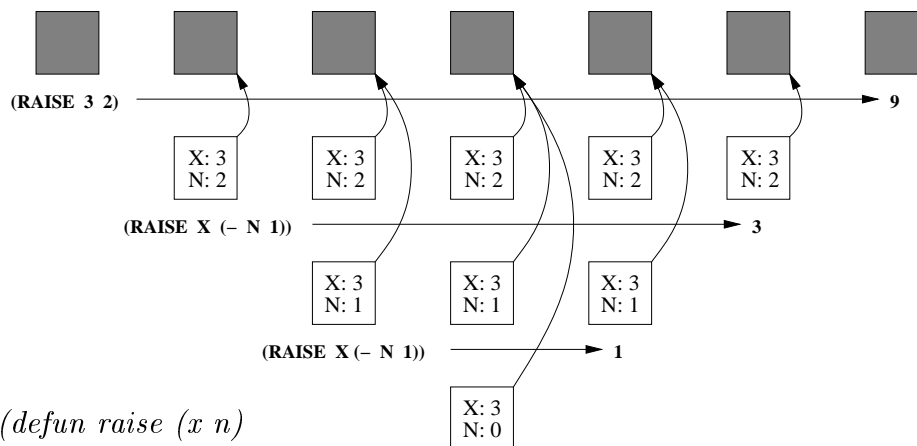 (RAISE 3 2) 9
X: 3 X: 3 X: 3 X: 3 X: 3
N: 2 N: 2 N: 2 N: 2 N: 2
(RAISE X (– N 1)) 3
X: 3 X: 3 X: 3
N: 1 N: 1 N: 1
(RAISE X (– N 1)) 1
X: 3
N: 0
(defun raise (x n)